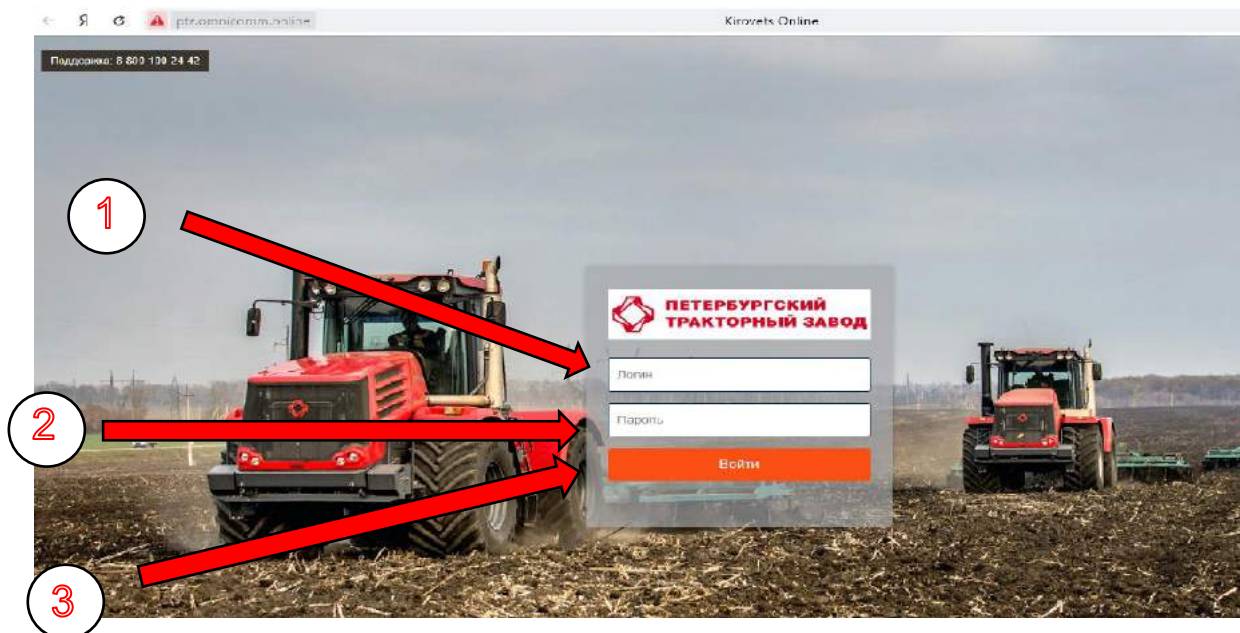 Я ptz.omnicomm.online Kirovets Online
Поддержка: 8 800 100 24 42
1
ПЕТЕРБУРГСКИЙ
ТРАКТОРНЫЙ ЗАВОД
Логин
2
Пароль
Войти
3